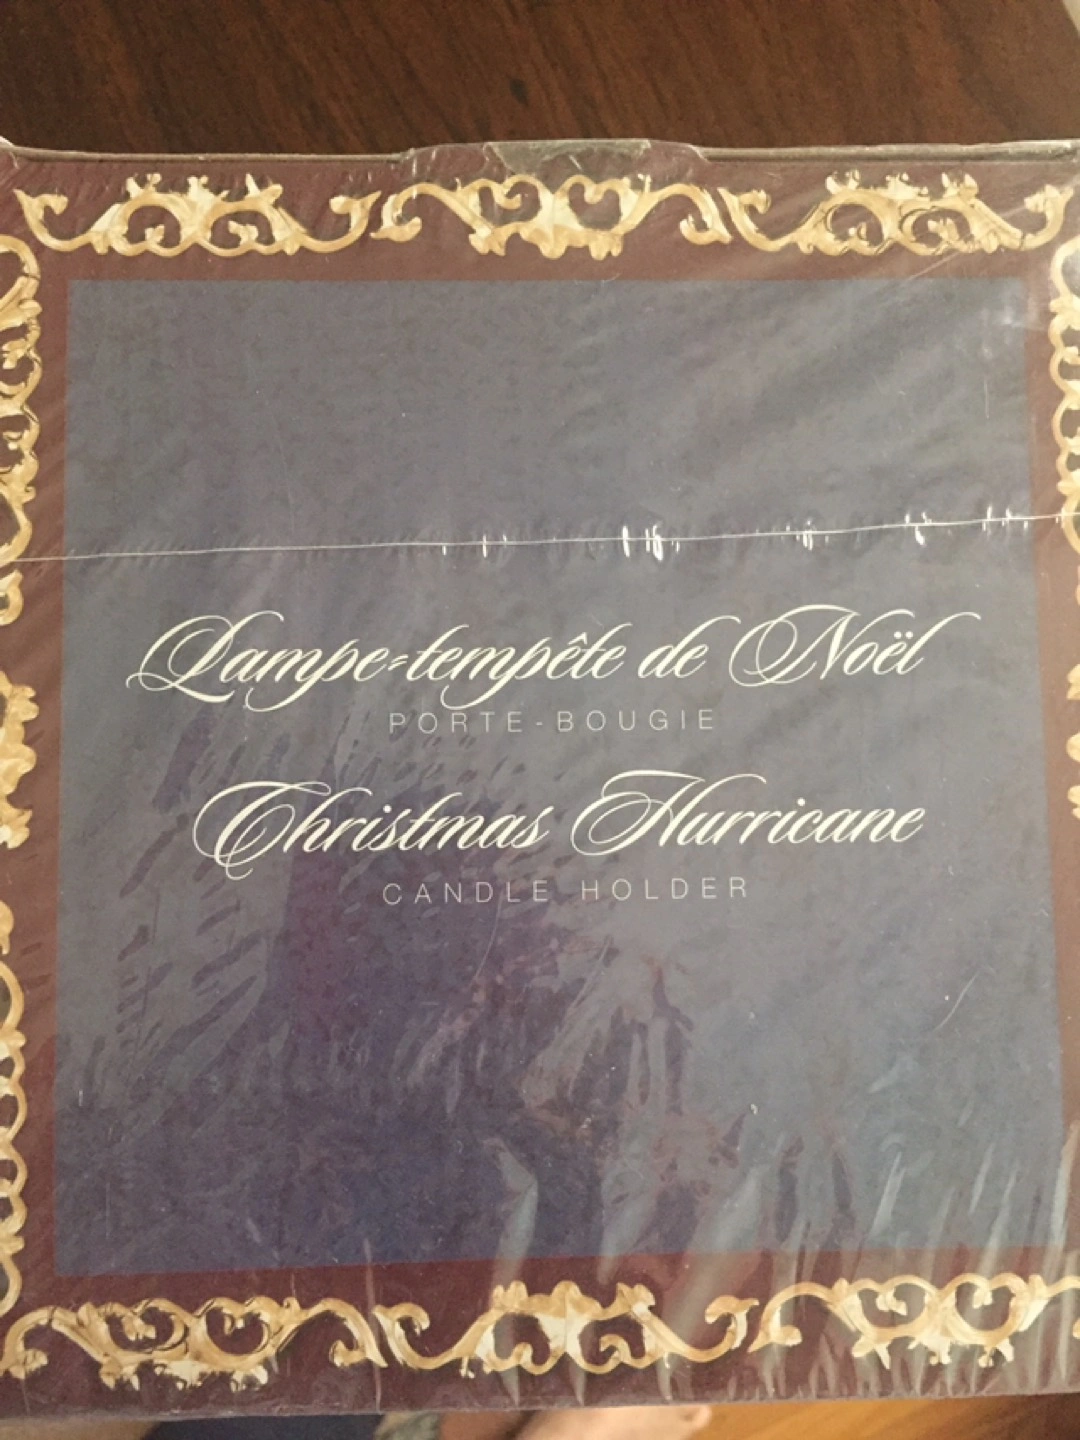 Lampe-tempête de Noël
PORTE-BOUGIE
Christmas Hurricane
CANDLE HOLDER